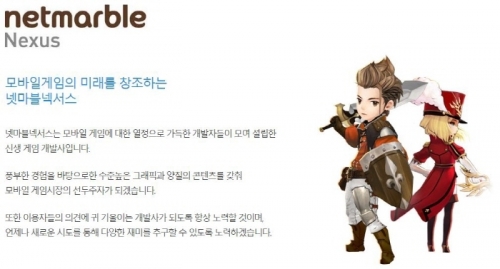 netmarble
Nexus
모바일게임의 미래를 창조하는
넷마블넥서스
넷마블넥서스는 모바일 게임에 대한 열정으로 가득한 개발자들이 모여 설립한
신생 게임 개발사입니다.
풍부한 경험을 바탕으로한 수준높은 그래픽과 양질의 콘텐츠를 갖춰
모바일 게임시장의 선두주자가 되겠습니다.
또한 이용자들의 의견에 귀 기울이는 개발사가 되도록 항상 노력할 것이며,
언제나 새로운 시도를 통해 다양한 재미를 추구할 수 있도록 노력하겠습니다.